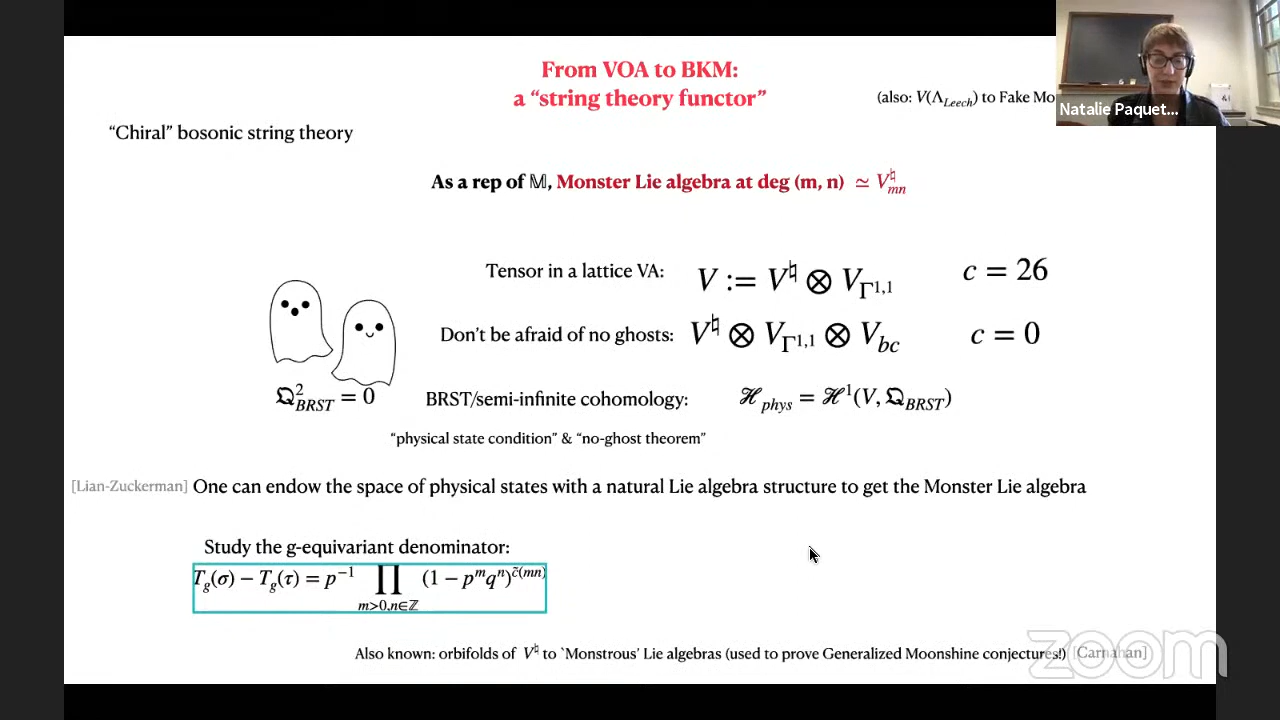 From VOA to BKM:
a “string theory functor”
(also: V(Λ_Leech) to Fake Mo
Natalie Paquet...
“Chiral” bosonic string theory
As a rep of 𝕄, Monster Lie algebra at deg (m, n) ≃ V^♮_mn
Tensor in a lattice VA: V := V^♮ ⊗ V_Γ^1,1 c = 26
Don’t be afraid of no ghosts: V^♮ ⊗ V_Γ^1,1 ⊗ V_bc c = 0
𝔔²_BRST = 0 BRST/semi-infinite cohomology: ℋ_phys = ℋ¹(V, 𝔔_BRST)
“physical state condition” & “no-ghost theorem”
[Lian-Zuckerman] One can endow the space of physical states with a natural Lie algebra structure to get the Monster Lie algebra
Study the g-equivariant denominator:
T_g(σ) − T_g(τ) = p^−1 ∏_m>0,n∈ℤ (1 − p^m q^n)^c̃(mn)
Also known: orbifolds of V^♮ to `Monstrous' Lie algebras (used to prove Generalized Moonshine conjectures!) [Carnahan]
zoom